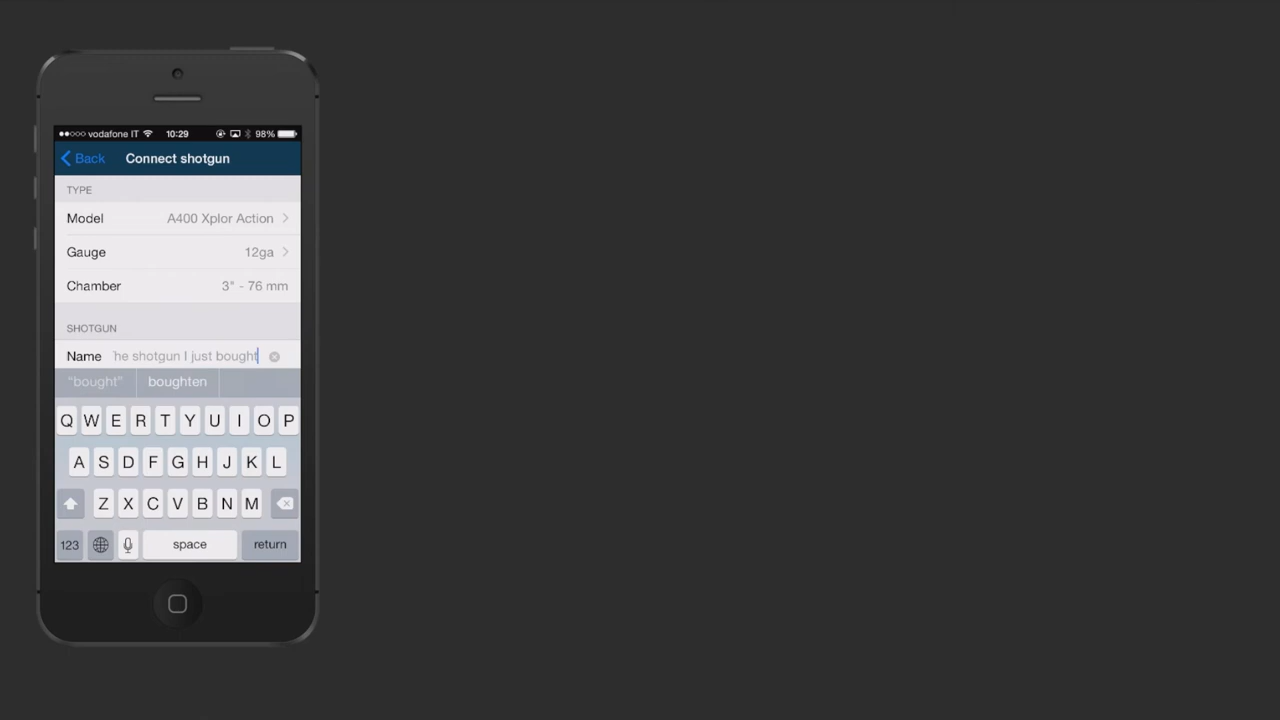 vodafone IT 10:29 98%
Back Connect shotgun
TYPE
Model A400 Xplor Action
Gauge 12ga
Chamber 3" - 76 mm
SHOTGUN
Name he shotgun I just bought
"bought" boughten
Q W E R T Y U I O P
A S D F G H J K L
Z X C V B N M
123 space return